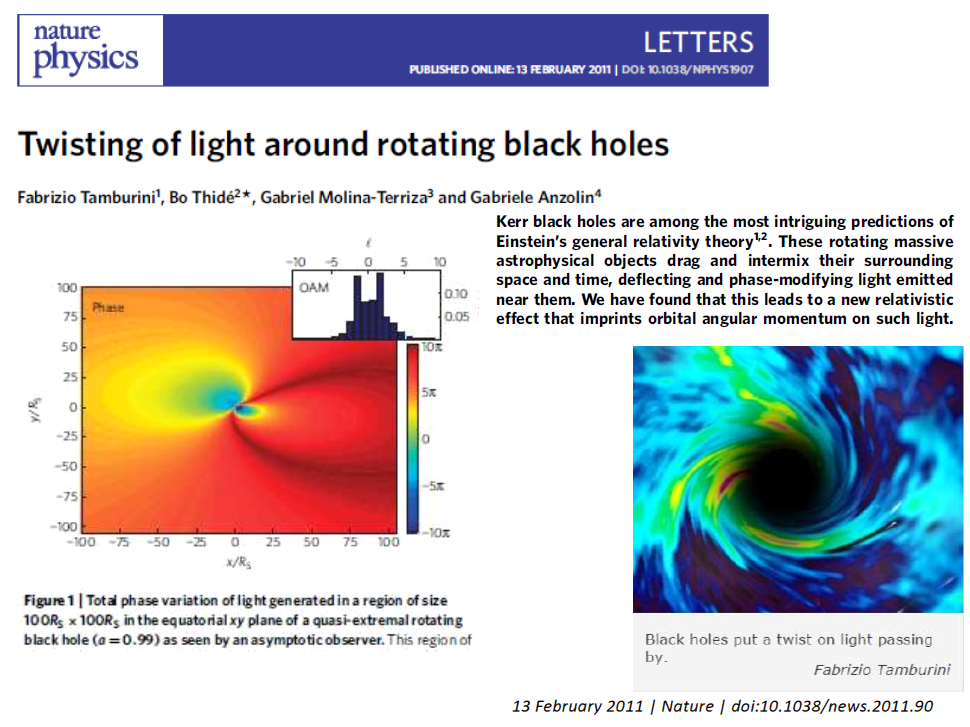 nature
physics
LETTERS
PUBLISHED ONLINE: 13 FEBRUARY 2011 | DOI: 10.1038/NPHYS1907
Twisting of light around rotating black holes
Fabrizio Tamburini¹, Bo Thidé²*, Gabriel Molina-Terriza³ and Gabriele Anzolin⁴
Kerr black holes are among the most intriguing predictions of
Einstein's general relativity theory¹,². These rotating massive
astrophysical objects drag and intermix their surrounding
space and time, deflecting and phase-modifying light emitted
near them. We have found that this leads to a new relativistic
effect that imprints orbital angular momentum on such light.
ℓ
−10 −5 0 5 10
OAM
0.10
0.05
Phase
100
75
50
25
0
−25
−50
−75
−100
y/RS
−100 −75 −50 −25 0 25 50 75 100
x/RS
10π
5π
0
−5π
−10π
Figure 1 | Total phase variation of light generated in a region of size
100RS × 100RS in the equatorial xy plane of a quasi-extremal rotating
black hole (a = 0.99) as seen by an asymptotic observer. This region of
Black holes put a twist on light passing
by.
Fabrizio Tamburini
13 February 2011 | Nature | doi:10.1038/news.2011.90